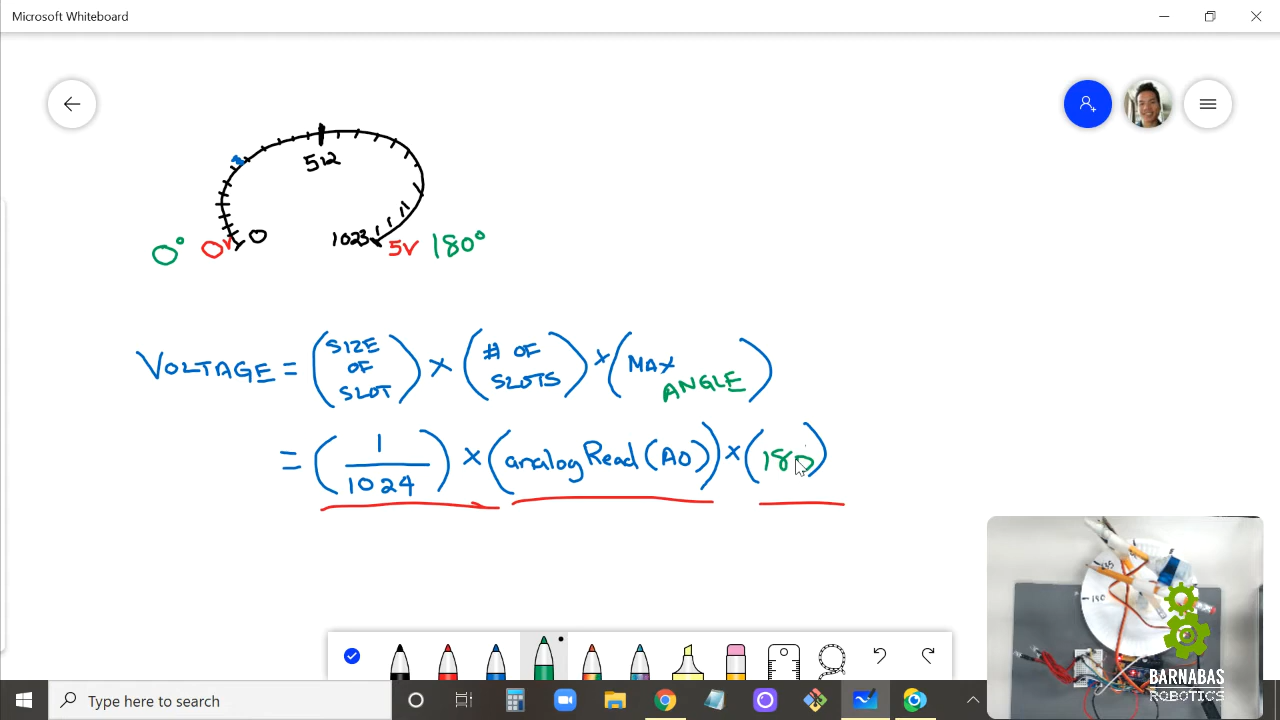 Microsoft Whiteboard
512
0° 0V 0 1023 5V 180°
VOLTAGE = (SIZE OF SLOT) × (# OF SLOTS) × (MAX ANGLE)
= (1/1024) × (analogRead(A0)) × (180)
180
BARNABAS
ROBOTICS
Type here to search